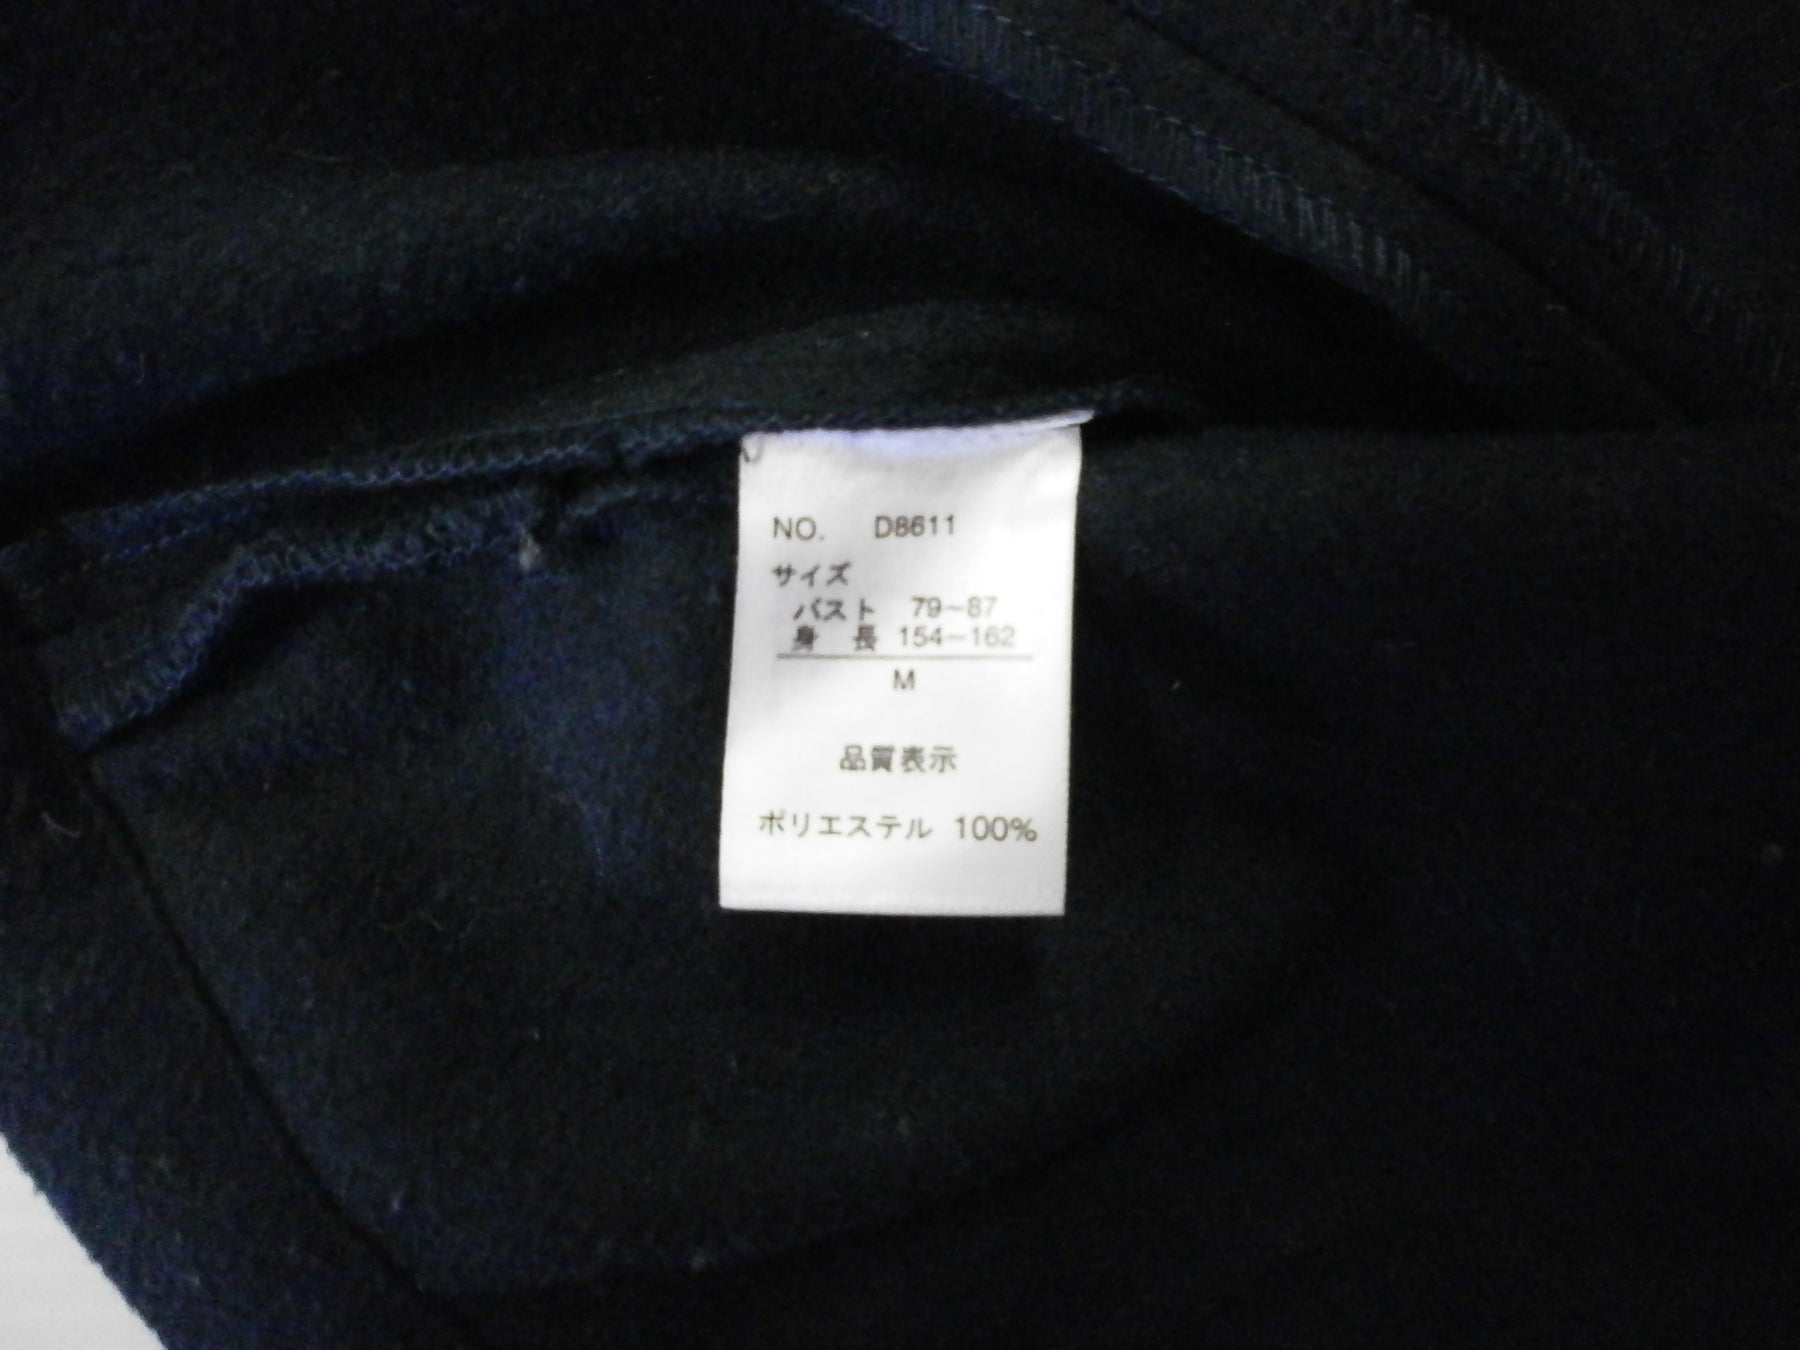 NO. D8611
サイズ
バスト 79-87
身 長 154-162
M
品質表示
ポリエステル 100%